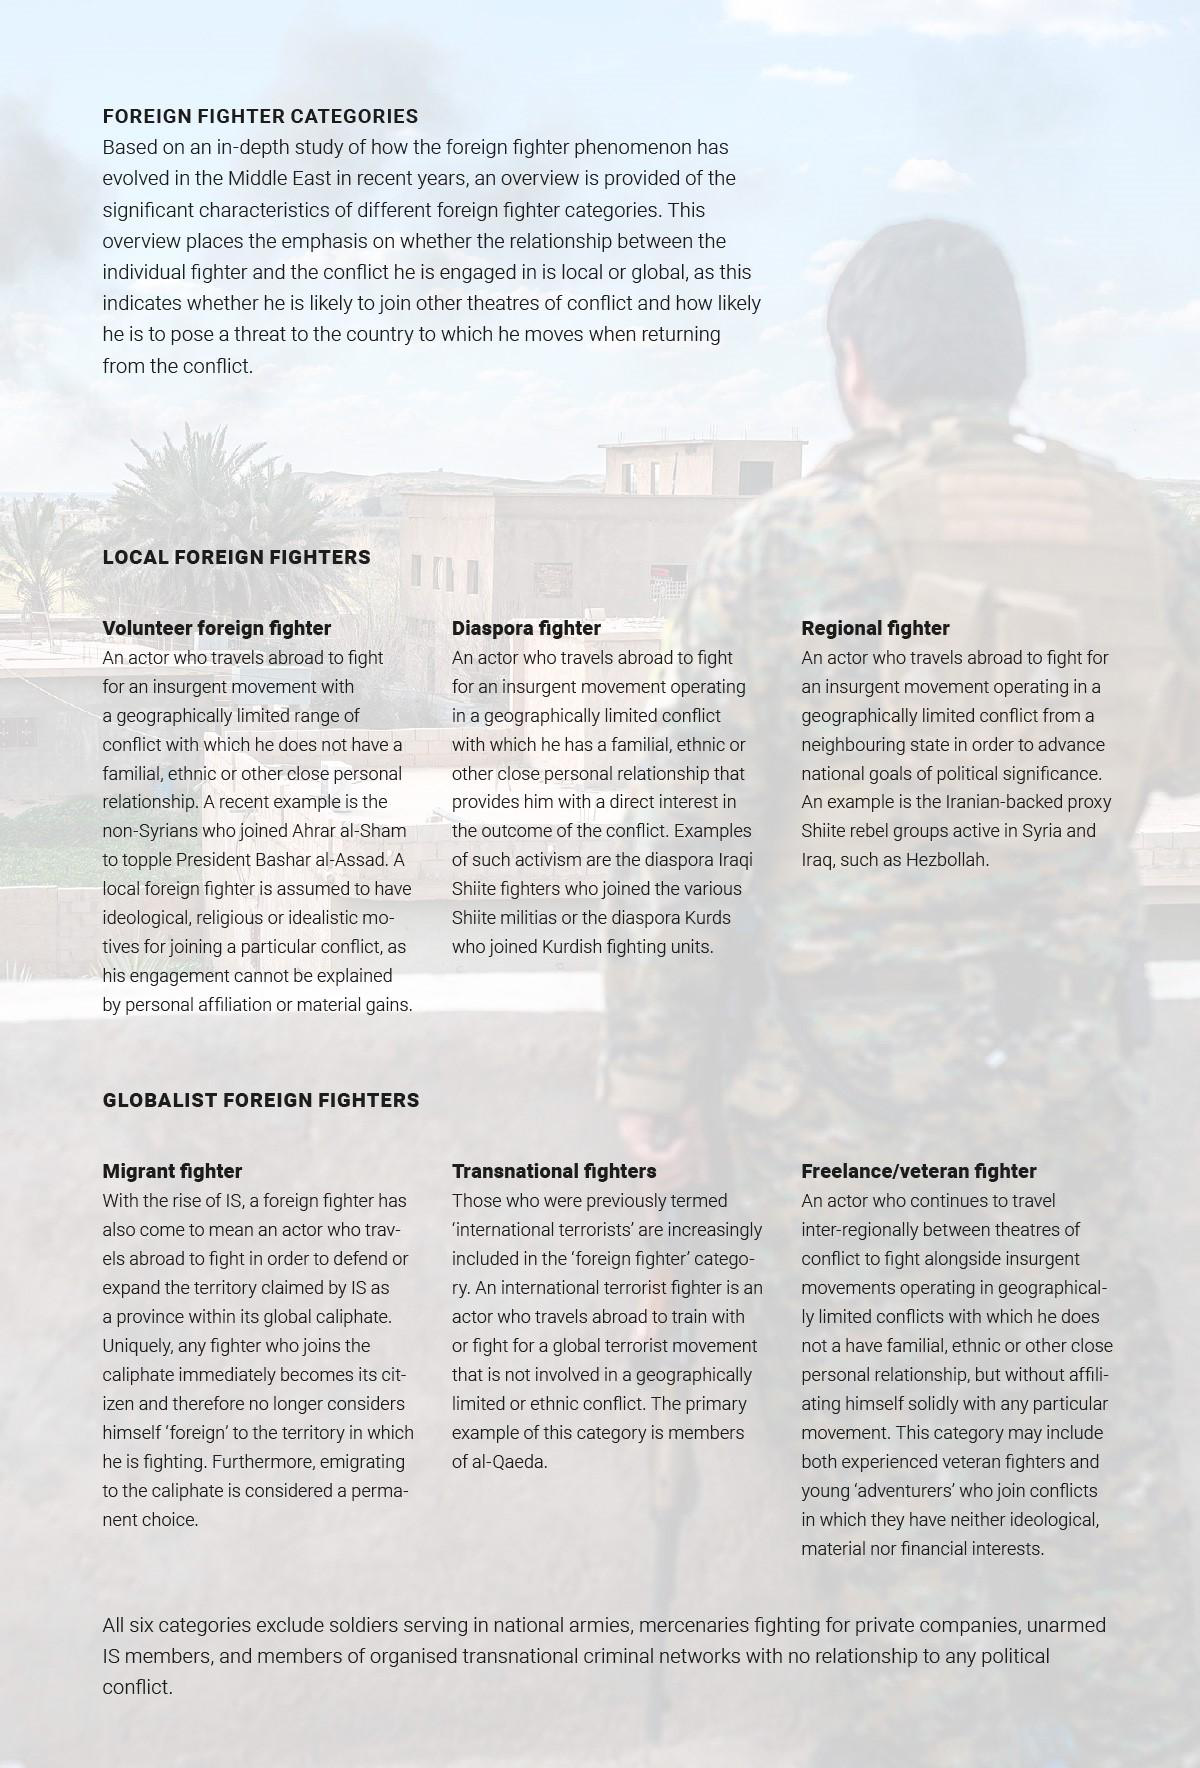 FOREIGN FIGHTER CATEGORIES
Based on an in-depth study of how the foreign fighter phenomenon has
evolved in the Middle East in recent years, an overview is provided of the
significant characteristics of different foreign fighter categories. This
overview places the emphasis on whether the relationship between the
individual fighter and the conflict he is engaged in is local or global, as this
indicates whether he is likely to join other theatres of conflict and how likely
he is to pose a threat to the country to which he moves when returning
from the conflict.
LOCAL FOREIGN FIGHTERS
Volunteer foreign fighter
An actor who travels abroad to fight
for an insurgent movement with
a geographically limited range of
conflict with which he does not have a
familial, ethnic or other close personal
relationship. A recent example is the
non-Syrians who joined Ahrar al-Sham
to topple President Bashar al-Assad. A
local foreign fighter is assumed to have
ideological, religious or idealistic mo-
tives for joining a particular conflict, as
his engagement cannot be explained
by personal affiliation or material gains.
Diaspora fighter
An actor who travels abroad to fight
for an insurgent movement operating
in a geographically limited conflict
with which he has a familial, ethnic or
other close personal relationship that
provides him with a direct interest in
the outcome of the conflict. Examples
of such activism are the diaspora Iraqi
Shiite fighters who joined the various
Shiite militias or the diaspora Kurds
who joined Kurdish fighting units.
Regional fighter
An actor who travels abroad to fight for
an insurgent movement operating in a
geographically limited conflict from a
neighbouring state in order to advance
national goals of political significance.
An example is the Iranian-backed proxy
Shiite rebel groups active in Syria and
Iraq, such as Hezbollah.
GLOBALIST FOREIGN FIGHTERS
Migrant fighter
With the rise of IS, a foreign fighter has
also come to mean an actor who trav-
els abroad to fight in order to defend or
expand the territory claimed by IS as
a province within its global caliphate.
Uniquely, any fighter who joins the
caliphate immediately becomes its cit-
izen and therefore no longer considers
himself ‘foreign’ to the territory in which
he is fighting. Furthermore, emigrating
to the caliphate is considered a perma-
nent choice.
Transnational fighters
Those who were previously termed
‘international terrorists’ are increasingly
included in the ‘foreign fighter’ catego-
ry. An international terrorist fighter is an
actor who travels abroad to train with
or fight for a global terrorist movement
that is not involved in a geographically
limited or ethnic conflict. The primary
example of this category is members
of al-Qaeda.
Freelance/veteran fighter
An actor who continues to travel
inter-regionally between theatres of
conflict to fight alongside insurgent
movements operating in geographical-
ly limited conflicts with which he does
not a have familial, ethnic or other close
personal relationship, but without affili-
ating himself solidly with any particular
movement. This category may include
both experienced veteran fighters and
young ‘adventurers’ who join conflicts
in which they have neither ideological,
material nor financial interests.
All six categories exclude soldiers serving in national armies, mercenaries fighting for private companies, unarmed
IS members, and members of organised transnational criminal networks with no relationship to any political
conflict.